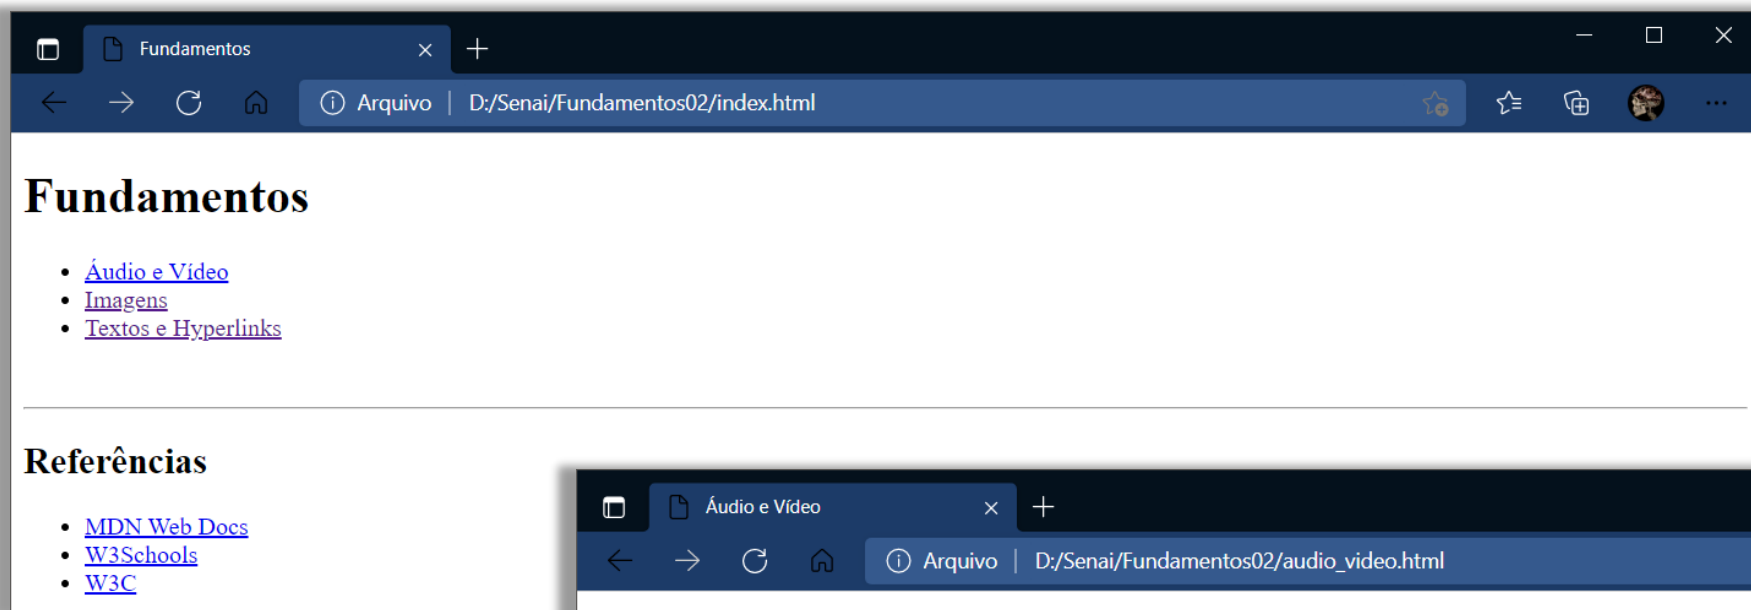 Fundamentos
Arquivo | D:/Senai/Fundamentos02/index.html
Fundamentos
• Áudio e Vídeo
• Imagens
• Textos e Hyperlinks
Referências
• MDN Web Docs
• W3Schools
• W3C
Áudio e Vídeo
Arquivo | D:/Senai/Fundamentos02/audio_video.html